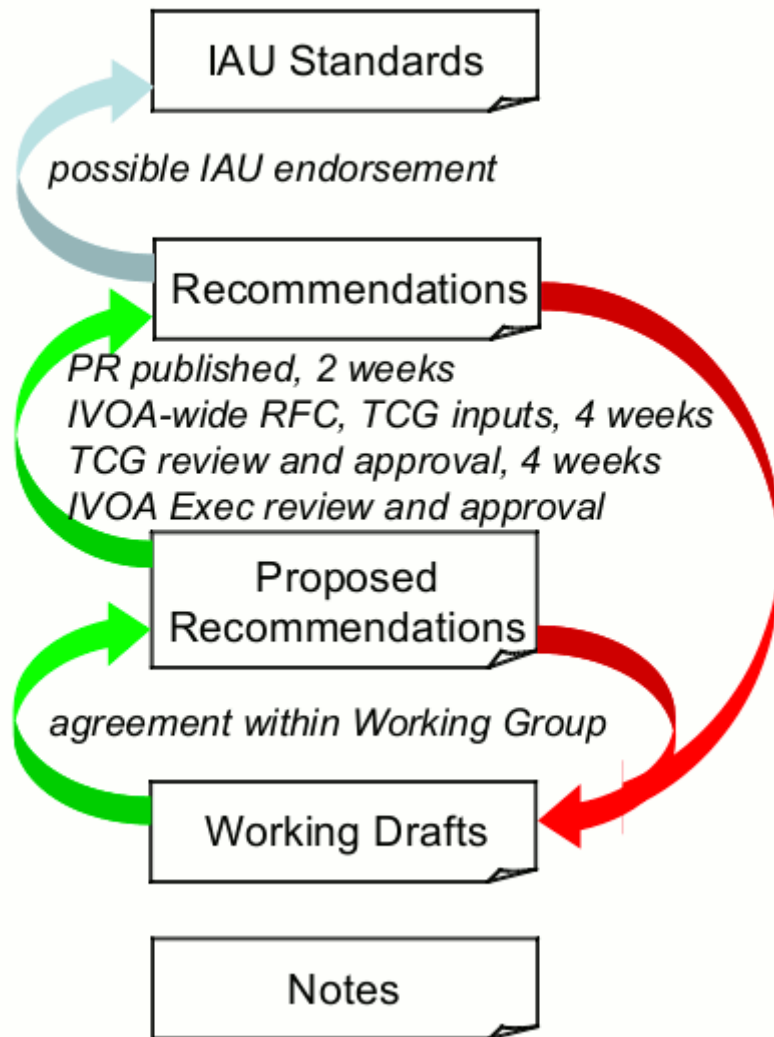 IAU Standards
possible IAU endorsement
Recommendations
PR published, 2 weeks
IVOA-wide RFC, TCG inputs, 4 weeks
TCG review and approval, 4 weeks
IVOA Exec review and approval
Proposed
Recommendations
agreement within Working Group
Working Drafts
Notes